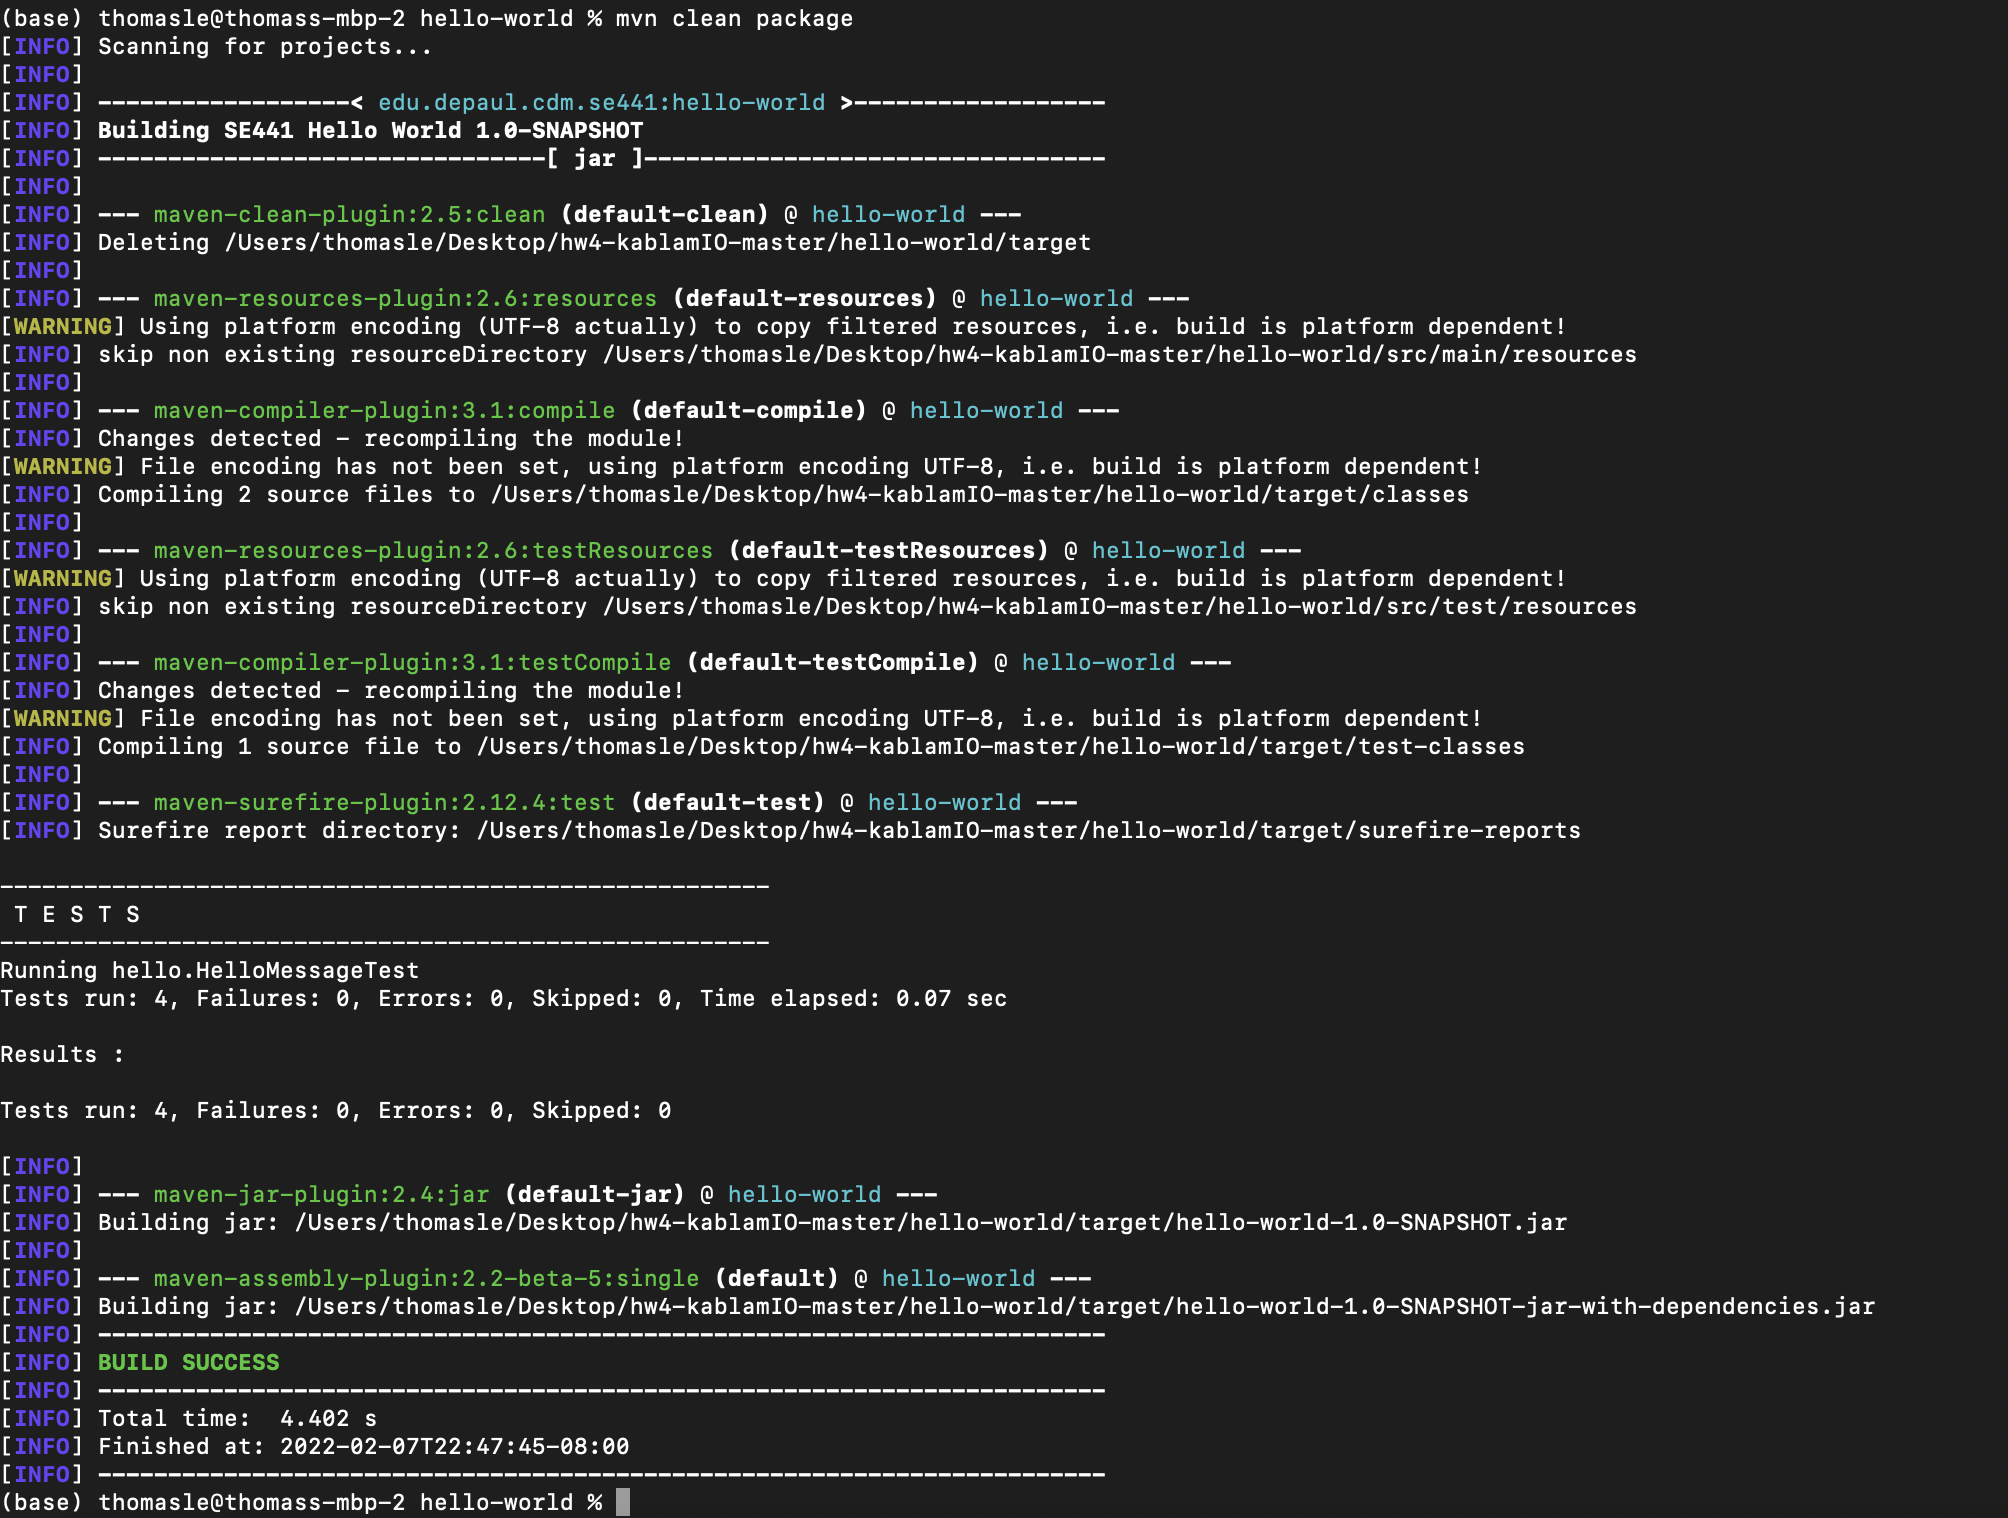 (base) thomasle@thomass-mbp-2 hello-world % mvn clean package
[INFO] Scanning for projects...
[INFO]
[INFO] ------------------< edu.depaul.cdm.se441:hello-world >------------------
[INFO] Building SE441 Hello World 1.0-SNAPSHOT
[INFO] --------------------------------[ jar ]---------------------------------
[INFO]
[INFO] --- maven-clean-plugin:2.5:clean (default-clean) @ hello-world ---
[INFO] Deleting /Users/thomasle/Desktop/hw4-kablamIO-master/hello-world/target
[INFO]
[INFO] --- maven-resources-plugin:2.6:resources (default-resources) @ hello-world ---
[WARNING] Using platform encoding (UTF-8 actually) to copy filtered resources, i.e. build is platform dependent!
[INFO] skip non existing resourceDirectory /Users/thomasle/Desktop/hw4-kablamIO-master/hello-world/src/main/resources
[INFO]
[INFO] --- maven-compiler-plugin:3.1:compile (default-compile) @ hello-world ---
[INFO] Changes detected - recompiling the module!
[WARNING] File encoding has not been set, using platform encoding UTF-8, i.e. build is platform dependent!
[INFO] Compiling 2 source files to /Users/thomasle/Desktop/hw4-kablamIO-master/hello-world/target/classes
[INFO]
[INFO] --- maven-resources-plugin:2.6:testResources (default-testResources) @ hello-world ---
[WARNING] Using platform encoding (UTF-8 actually) to copy filtered resources, i.e. build is platform dependent!
[INFO] skip non existing resourceDirectory /Users/thomasle/Desktop/hw4-kablamIO-master/hello-world/src/test/resources
[INFO]
[INFO] --- maven-compiler-plugin:3.1:testCompile (default-testCompile) @ hello-world ---
[INFO] Changes detected - recompiling the module!
[WARNING] File encoding has not been set, using platform encoding UTF-8, i.e. build is platform dependent!
[INFO] Compiling 1 source file to /Users/thomasle/Desktop/hw4-kablamIO-master/hello-world/target/test-classes
[INFO]
[INFO] --- maven-surefire-plugin:2.12.4:test (default-test) @ hello-world ---
[INFO] Surefire report directory: /Users/thomasle/Desktop/hw4-kablamIO-master/hello-world/target/surefire-reports

-------------------------------------------------------
 T E S T S
-------------------------------------------------------
Running hello.HelloMessageTest
Tests run: 4, Failures: 0, Errors: 0, Skipped: 0, Time elapsed: 0.07 sec

Results :

Tests run: 4, Failures: 0, Errors: 0, Skipped: 0

[INFO]
[INFO] --- maven-jar-plugin:2.4:jar (default-jar) @ hello-world ---
[INFO] Building jar: /Users/thomasle/Desktop/hw4-kablamIO-master/hello-world/target/hello-world-1.0-SNAPSHOT.jar
[INFO]
[INFO] --- maven-assembly-plugin:2.2-beta-5:single (default) @ hello-world ---
[INFO] Building jar: /Users/thomasle/Desktop/hw4-kablamIO-master/hello-world/target/hello-world-1.0-SNAPSHOT-jar-with-dependencies.jar
[INFO] ------------------------------------------------------------------------
[INFO] BUILD SUCCESS
[INFO] ------------------------------------------------------------------------
[INFO] Total time:  4.402 s
[INFO] Finished at: 2022-02-07T22:47:45-08:00
[INFO] ------------------------------------------------------------------------
(base) thomasle@thomass-mbp-2 hello-world %